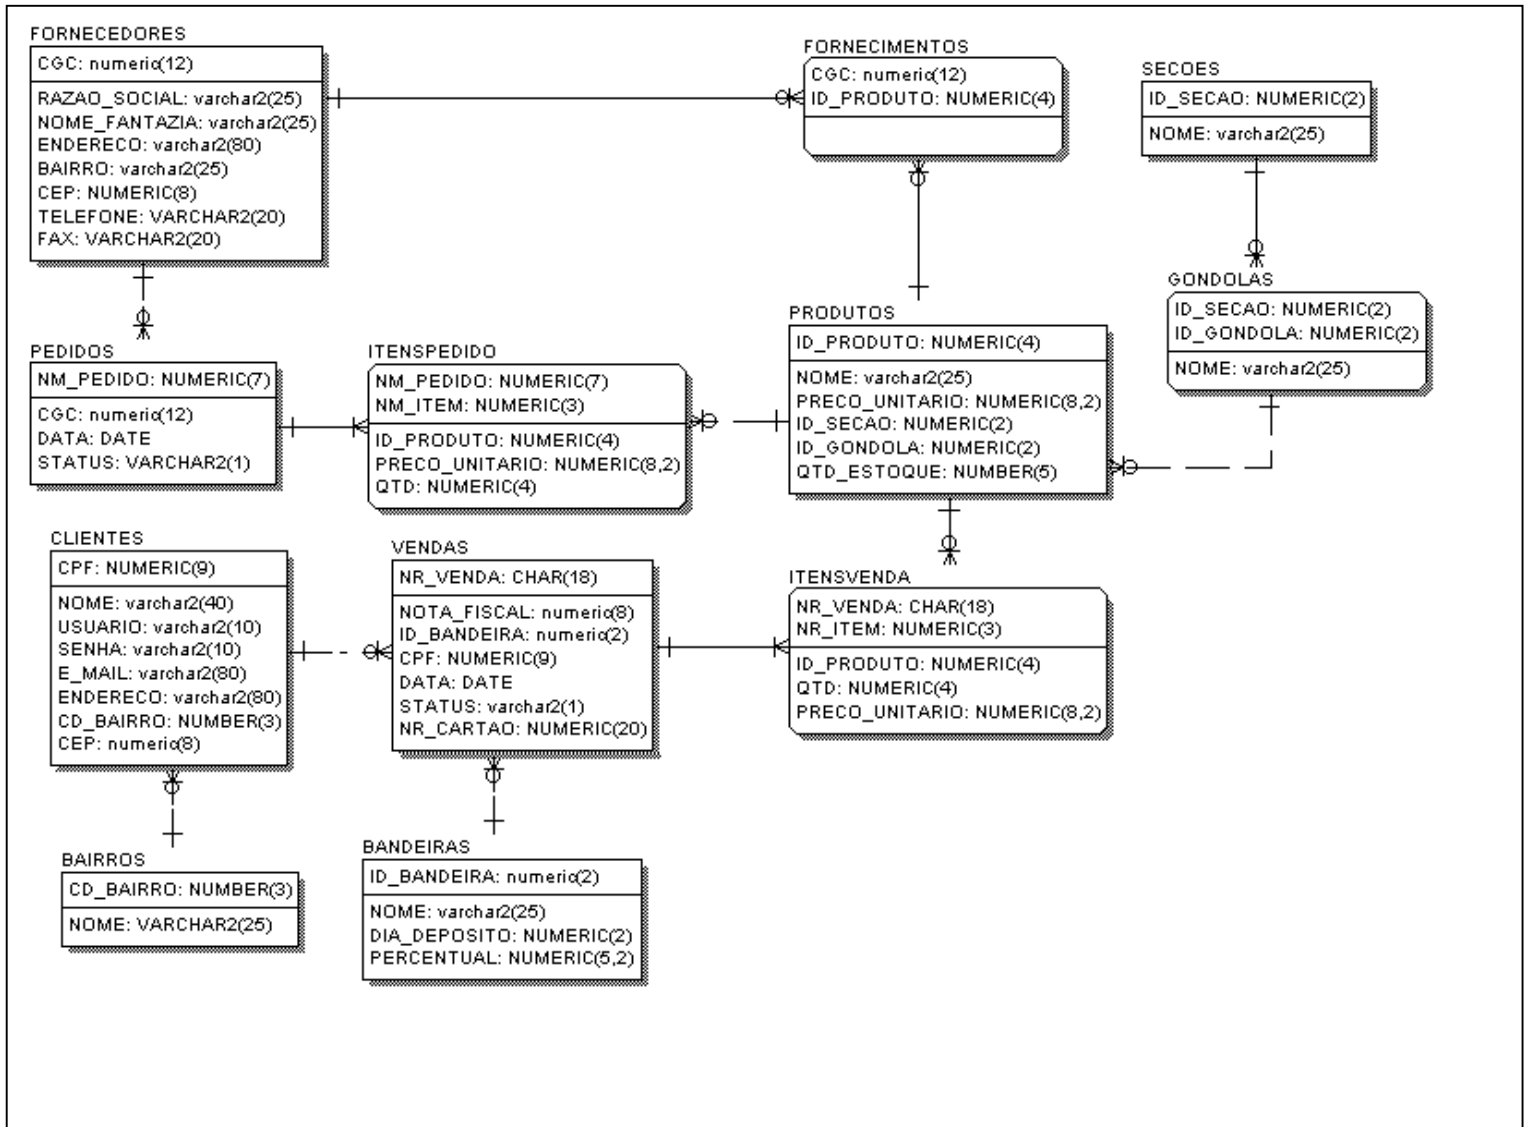 FORNECEDORES
CGC: numeric(12)
RAZAO_SOCIAL: varchar2(25)
NOME_FANTAZIA: varchar2(25)
ENDERECO: varchar2(80)
BAIRRO: varchar2(25)
CEP: NUMERIC(8)
TELEFONE: VARCHAR2(20)
FAX: VARCHAR2(20)
FORNECIMENTOS
CGC: numeric(12)
ID_PRODUTO: NUMERIC(4)
SECOES
ID_SECAO: NUMERIC(2)
NOME: varchar2(25)
GONDOLAS
ID_SECAO: NUMERIC(2)
ID_GONDOLA: NUMERIC(2)
NOME: varchar2(25)
PEDIDOS
NM_PEDIDO: NUMERIC(7)
CGC: numeric(12)
DATA: DATE
STATUS: VARCHAR2(1)
ITENSPEDIDO
NM_PEDIDO: NUMERIC(7)
NM_ITEM: NUMERIC(3)
ID_PRODUTO: NUMERIC(4)
PRECO_UNITARIO: NUMERIC(8,2)
QTD: NUMERIC(4)
PRODUTOS
ID_PRODUTO: NUMERIC(4)
NOME: varchar2(25)
PRECO_UNITARIO: NUMERIC(8,2)
ID_SECAO: NUMERIC(2)
ID_GONDOLA: NUMERIC(2)
QTD_ESTOQUE: NUMBER(5)
CLIENTES
CPF: NUMERIC(9)
NOME: varchar2(40)
USUARIO: varchar2(10)
SENHA: varchar2(10)
E_MAIL: varchar2(80)
ENDERECO: varchar2(80)
CD_BAIRRO: NUMBER(3)
CEP: numeric(8)
VENDAS
NR_VENDA: CHAR(18)
NOTA_FISCAL: numeric(8)
ID_BANDEIRA: numeric(2)
CPF: NUMERIC(9)
DATA: DATE
STATUS: varchar2(1)
NR_CARTAO: NUMERIC(20)
ITENSVENDA
NR_VENDA: CHAR(18)
NR_ITEM: NUMERIC(3)
ID_PRODUTO: NUMERIC(4)
QTD: NUMERIC(4)
PRECO_UNITARIO: NUMERIC(8,2)
BAIRROS
CD_BAIRRO: NUMBER(3)
NOME: VARCHAR2(25)
BANDEIRAS
ID_BANDEIRA: numeric(2)
NOME: varchar2(25)
DIA_DEPOSITO: NUMERIC(2)
PERCENTUAL: NUMERIC(5,2)